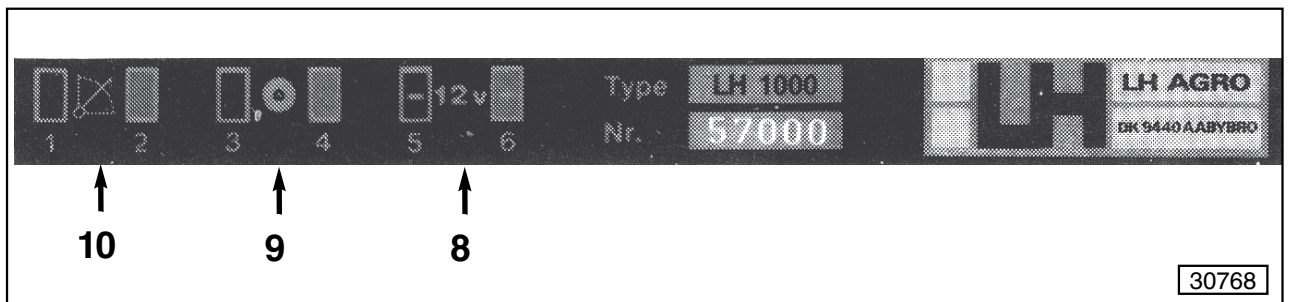 12v Type LH 1000 LH LH AGRO
1 2 3 4 5 6 Nr. 57000 DK 9440 AABYBRO
10 9 8
30768